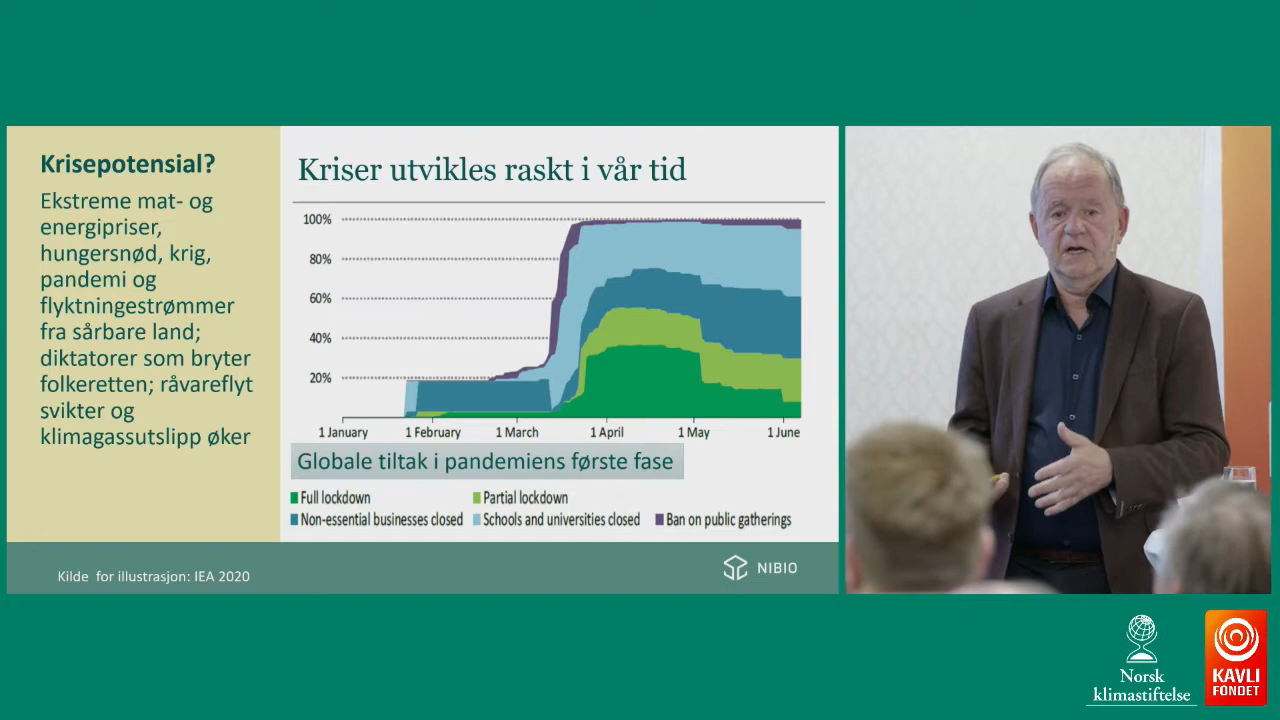 Krisepotensial?
Ekstreme mat- og
energipriser,
hungersnød, krig,
pandemi og
flyktningestrømmer
fra sårbare land;
diktatorer som bryter
folkeretten; råvareflyt
svikter og
klimagassutslipp øker
Kriser utvikles raskt i vår tid
100%
80%
60%
40%
20%
1 January 1 February 1 March 1 April 1 May 1 June
Globale tiltak i pandemiens første fase
Full lockdown Partial lockdown
Non-essential businesses closed Schools and universities closed Ban on public gatherings
Kilde for illustrasjon: IEA 2020
NIBIO
Norsk
klimastiftelse
KAVLI
FONDET